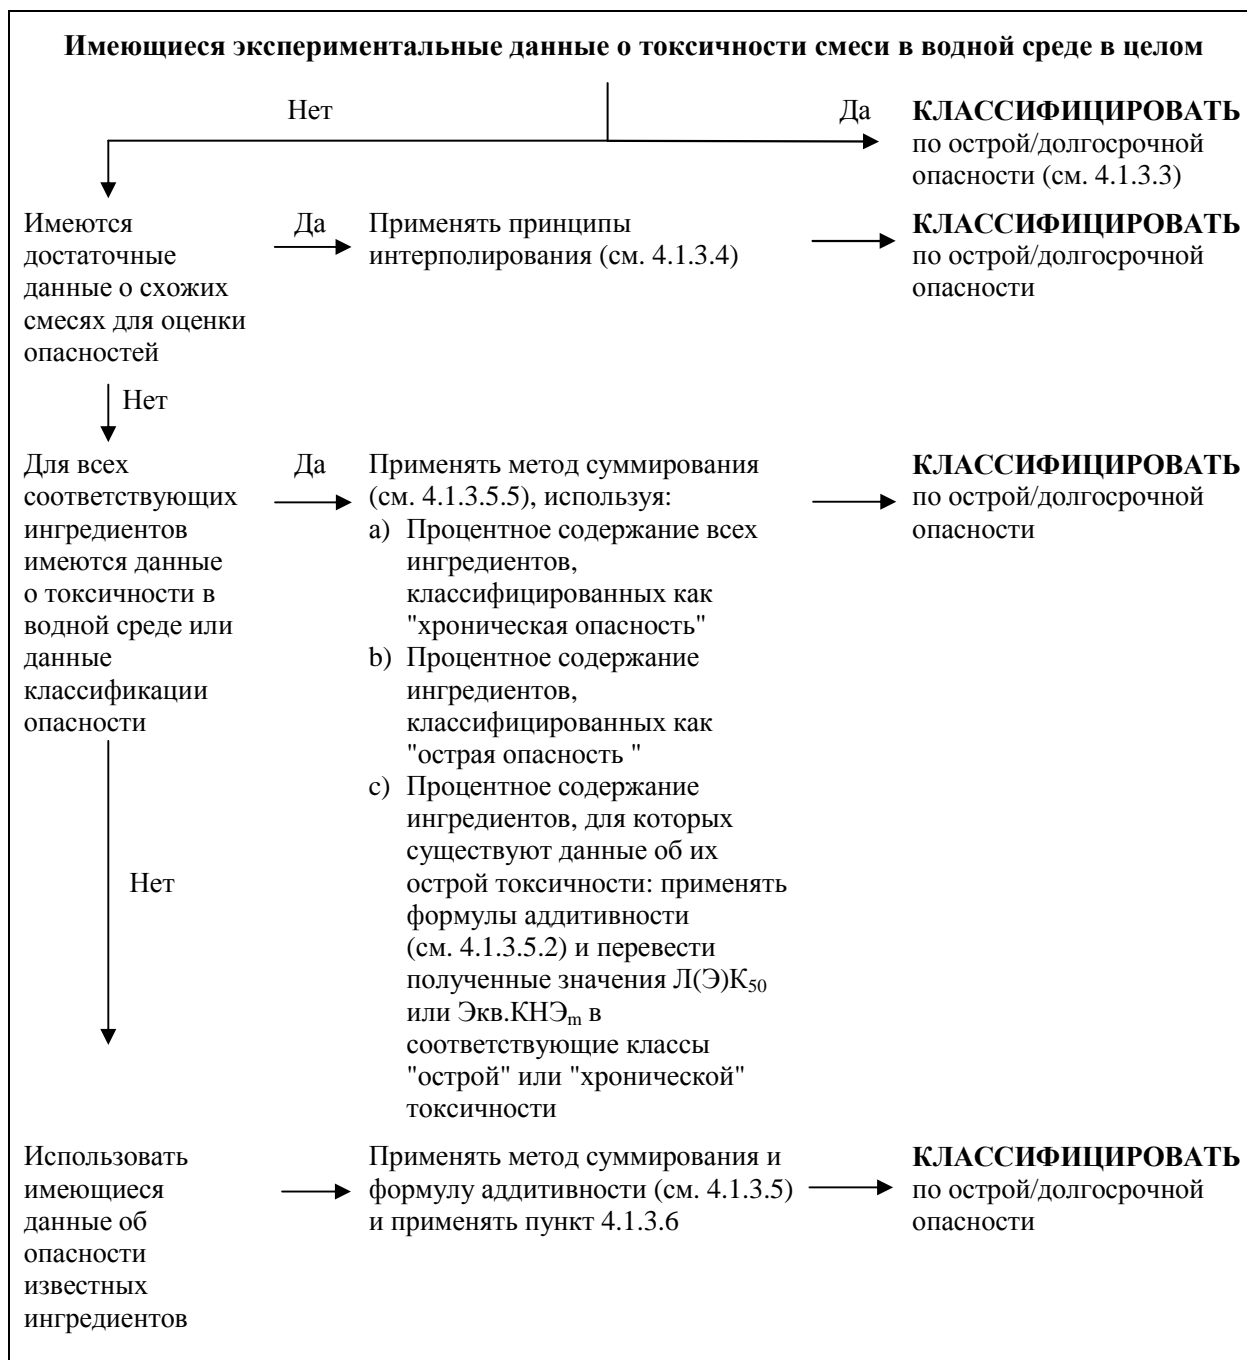 Имеющиеся экспериментальные данные о токсичности смеси в водной среде в целом
Нет
Да
КЛАССИФИЦИРОВАТЬ
по острой/долгосрочной
опасности (см. 4.1.3.3)
Имеются
достаточные
данные о схожих
смесях для оценки
опасностей
Да
Применять принципы
интерполирования (см. 4.1.3.4)
КЛАССИФИЦИРОВАТЬ
по острой/долгосрочной
опасности
Нет
Для всех
соответствующих
ингредиентов
имеются данные
о токсичности в
водной среде или
данные
классификации
опасности
Да
Применять метод суммирования
(см. 4.1.3.5.5), используя:
a) Процентное содержание всех
ингредиентов,
классифицированных как
"хроническая опасность"
b) Процентное содержание
ингредиентов,
классифицированных как
"острая опасность "
c) Процентное содержание
ингредиентов, для которых
существуют данные об их
острой токсичности: применять
формулы аддитивности
(см. 4.1.3.5.2) и перевести
полученные значения Л(Э)К50
или Экв.КНЭm в
соответствующие классы
"острой" или "хронической"
токсичности
КЛАССИФИЦИРОВАТЬ
по острой/долгосрочной
опасности
Нет
Использовать
имеющиеся
данные об
опасности
известных
ингредиентов
Применять метод суммирования и
формулу аддитивности (см. 4.1.3.5)
и применять пункт 4.1.3.6
КЛАССИФИЦИРОВАТЬ
по острой/долгосрочной
опасности